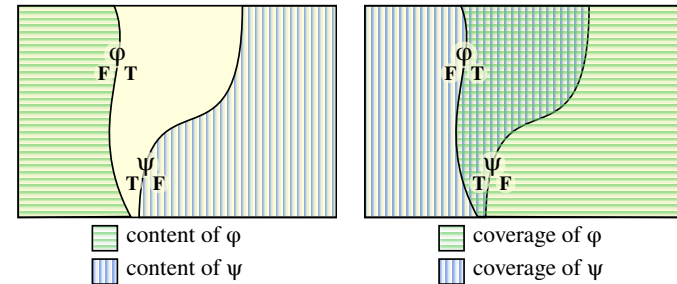 φ
F T
ψ
T F
content of φ
content of ψ
φ
F T
ψ
T F
coverage of φ
coverage of ψ